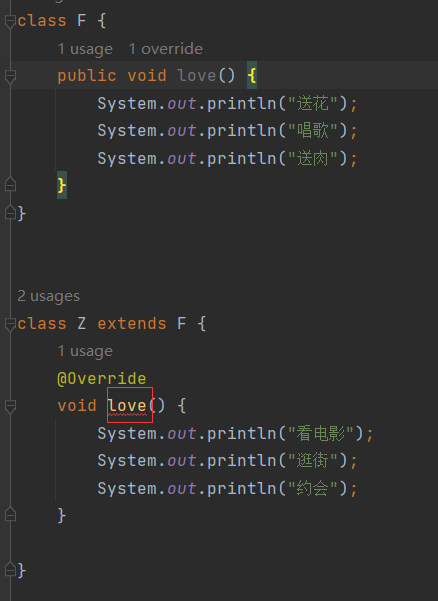 class F {
1 usage 1 override
public void love() {
System.out.println("送花");
System.out.println("唱歌");
System.out.println("送肉");
}
}
2 usages
class Z extends F {
1 usage
@Override
void love() {
System.out.println("看电影");
System.out.println("逛街");
System.out.println("约会");
}
}